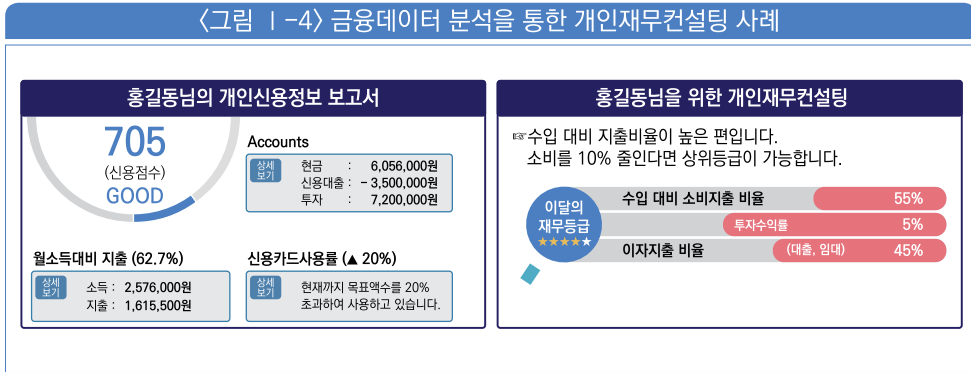 〈그림 Ⅰ-4〉 금융데이터 분석을 통한 개인재무컨설팅 사례
홍길동님의 개인신용정보 보고서
705
(신용점수)
GOOD
Accounts
상세
보기
현금 : 6,056,000원
신용대출 : -3,500,000원
투자 : 7,200,000원
월소득대비 지출 (62.7%)
상세
보기
소득 : 2,576,000원
지출 : 1,615,500원
신용카드사용률 (▲ 20%)
상세
보기
현재까지 목표액수를 20%
초과하여 사용하고 있습니다.
홍길동님을 위한 개인재무컨설팅
☞수입 대비 지출비율이 높은 편입니다.
소비를 10% 줄인다면 상위등급이 가능합니다.
이달의
재무등급
★★★★★
수입 대비 소비지출 비율 55%
투자수익률 5%
이자지출 비율 (대출, 임대) 45%